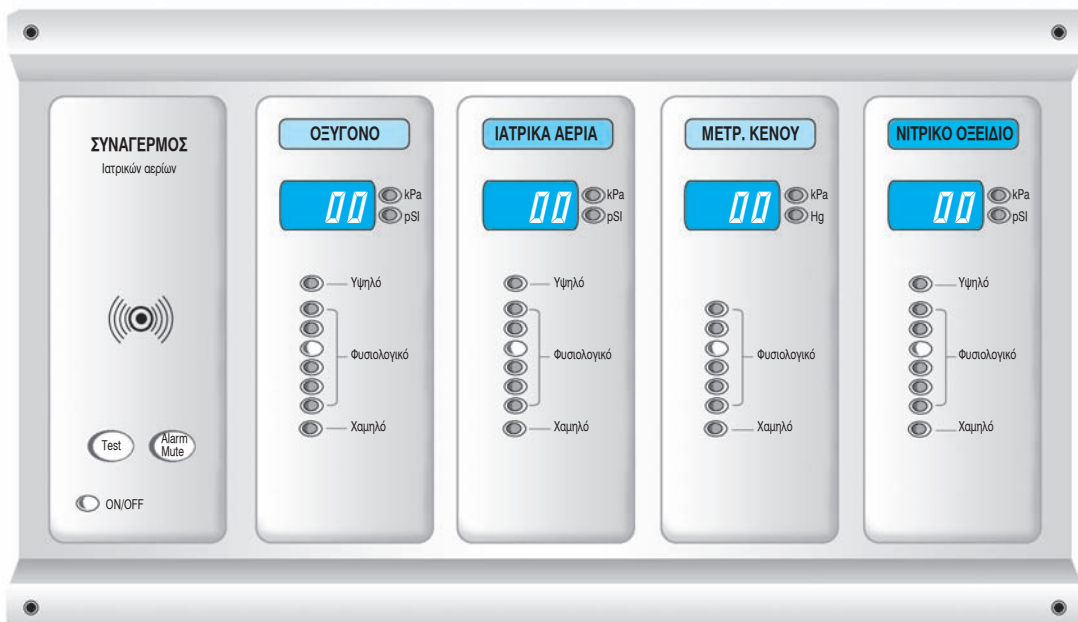 ΣΥΝΑΓΕΡΜΟΣ
Ιατρικών αερίων
Test
Alarm
Mute
ON/OFF
ΟΞΥΓΟΝΟ
00
kPa
pSI
Υψηλό
Φυσιολογικό
Χαμηλό
ΙΑΤΡΙΚΑ ΑΕΡΙΑ
00
kPa
pSI
Υψηλό
Φυσιολογικό
Χαμηλό
ΜΕΤΡ. ΚΕΝΟΥ
00
kPa
Hg
Φυσιολογικό
Χαμηλό
ΝΙΤΡΙΚΟ ΟΞΕΙΔΙΟ
00
kPa
pSI
Υψηλό
Φυσιολογικό
Χαμηλό